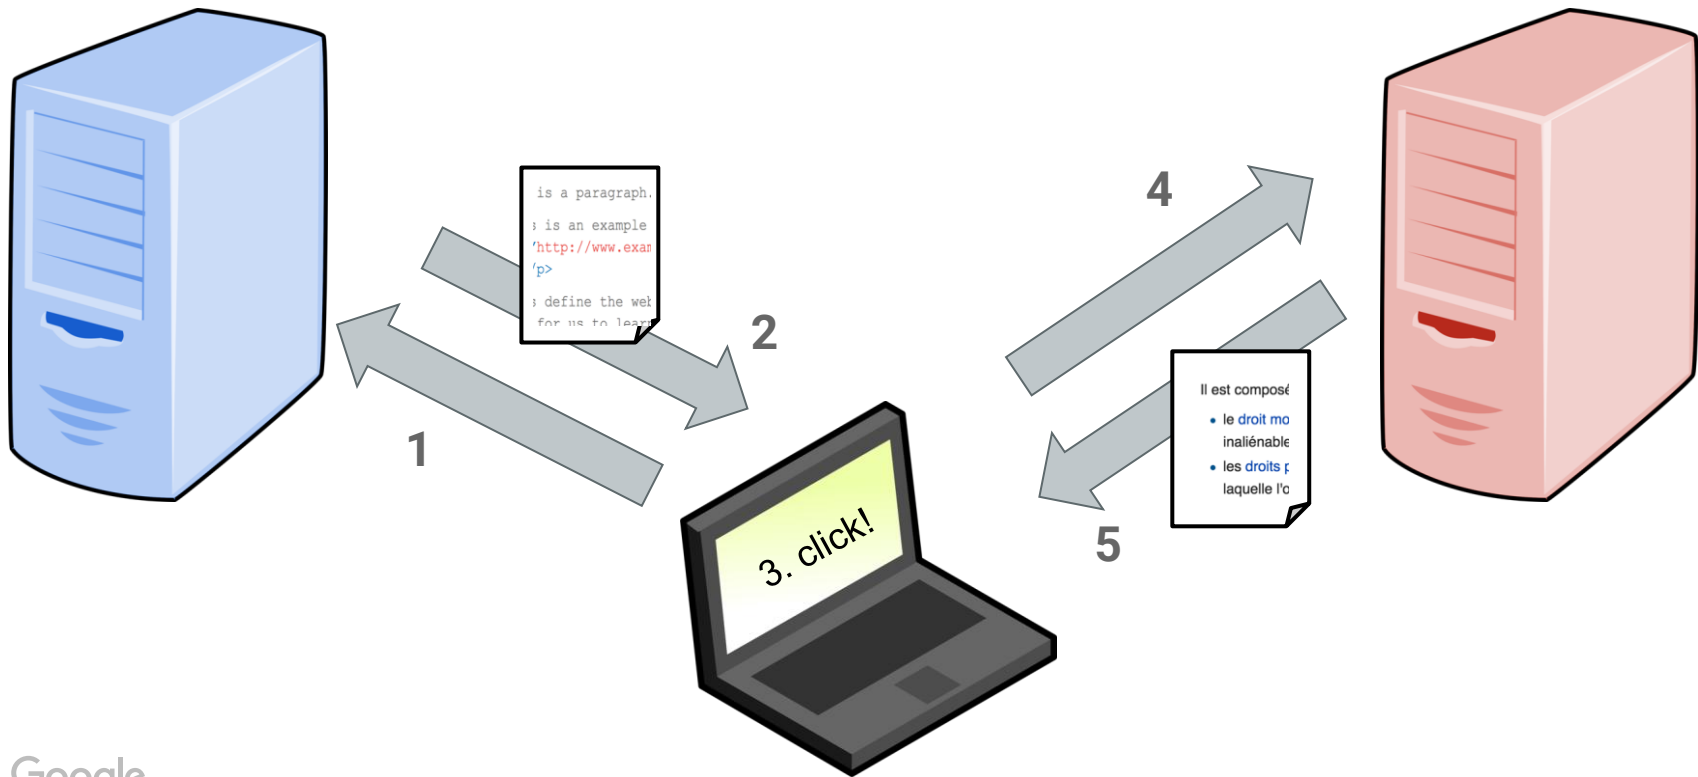 is a paragraph.
s is an example
"http://www.exam
/p>
s define the web
for us to learn
2
1
3. click!
4
Il est composé
• le droit mo
inaliénable
• les droits p
laquelle l'o
5
Google